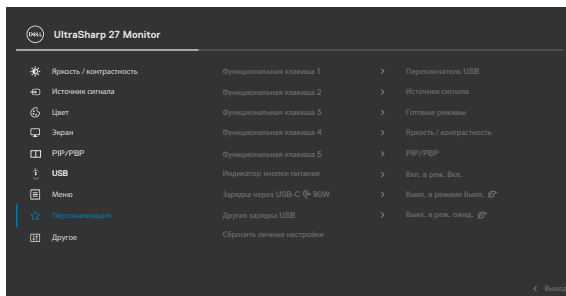 DELL UltraSharp 27 Monitor
Яркость / контрастность Функциональная клавиша 1 > Переключатель USB
Источник сигнала Функциональная клавиша 2 > Источник сигнала
Цвет Функциональная клавиша 3 > Готовые режимы
Экран Функциональная клавиша 4 > Яркость / контрастность
PIP/PBP Функциональная клавиша 5 > PIP/PBP
USB Индикатор кнопки питания > Вкл. в реж. Вкл.
Меню Зарядка через USB-C 90W > Выкл. в режиме Выкл.
Персонализация Другая зарядка USB > Выкл. в реж. ожид.
Другое Сбросить личные настройки
< Выход